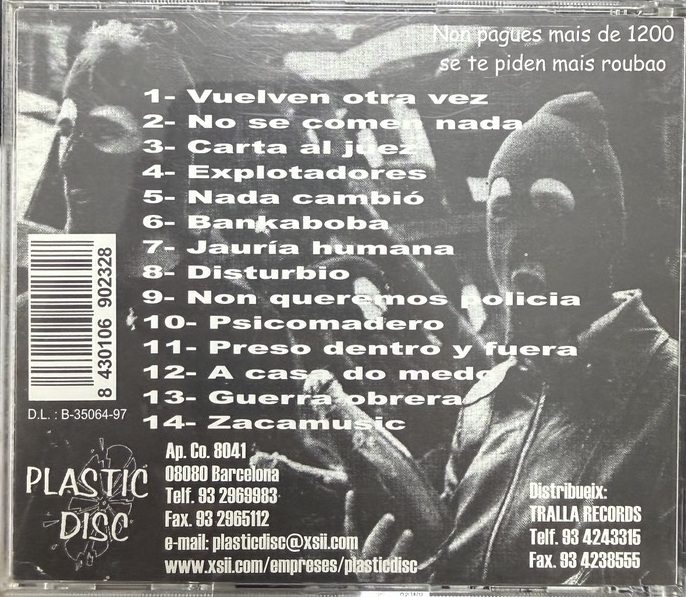 Non pagues mais de 1200
se te piden mais roubao
1- Vuelven otra vez
2- No se comen nada
3- Carta al juez
4- Explotadores
5- Nada cambió
6- Bankaboba
7- Jauría humana
8- Disturbio
9- Non queremos policia
10- Psicomadero
11- Preso dentro y fuera
12- A casa do medo
13- Guerra obrera
14- Zacamusic
8 430106 902328
D.L. : B-35064-97
PLASTIC
DISC
Ap. Co. 8041
08080 Barcelona
Telf. 93 2969983
Fax. 93 2965112
e-mail: plasticdisc@xsii.com
www.xsii.com/empreses/plasticdisc
Distribueix:
TRALLA RECORDS
Telf. 93 4243315
Fax. 93 4238555